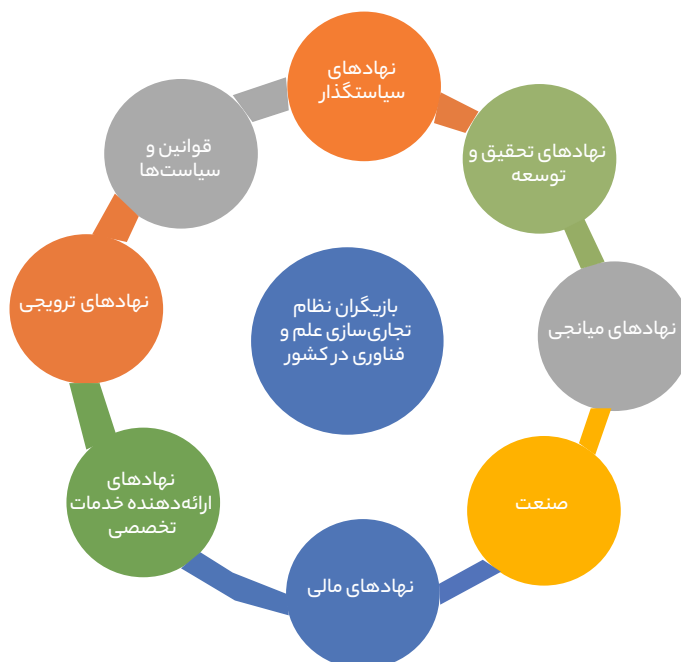 نهادهای
سیاستگذار
نهادهای تحقیق و
توسعه
نهادهای میانجی
صنعت
نهادهای مالی
نهادهای
ارائه‌دهنده خدمات
تخصصی
نهادهای ترویجی
قوانین و
سیاست‌ها
بازیگران نظام
تجاری‌سازی علم و
فناوری در کشور